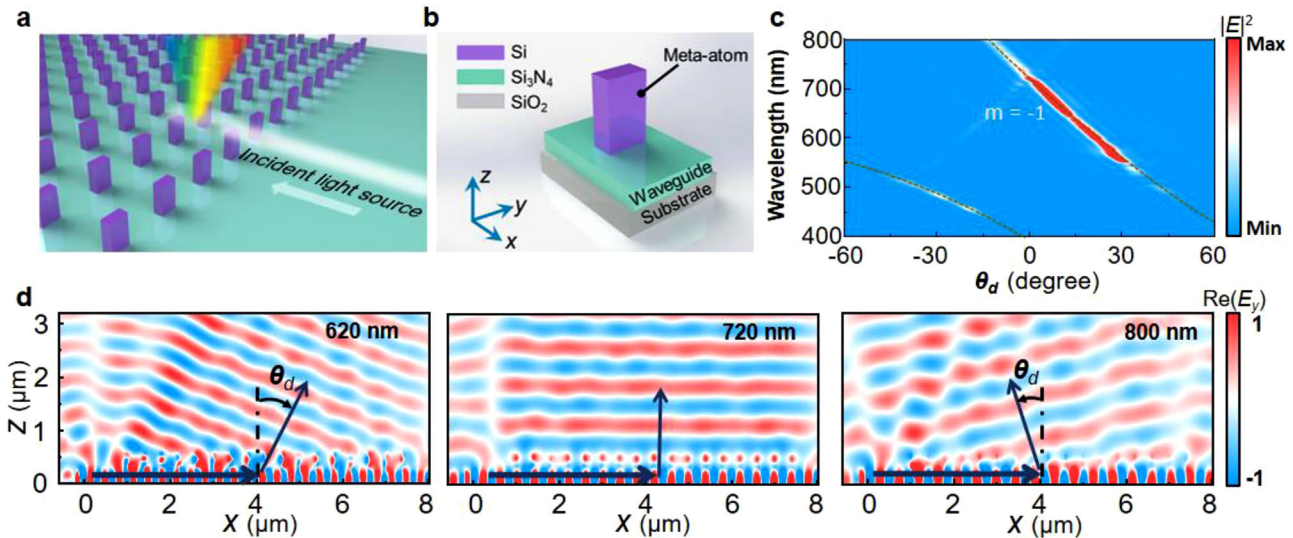 a
Incident light source
b
Si
Si₃N₄
SiO₂
Meta-atom
Waveguide
Substrate
z
y
x
c
|E|²
Max
Min
Wavelength (nm)
800
700
600
500
400
m = -1
-60 -30 0 30 60
θd (degree)
d
Re(Ey)
1
-1
Z (µm)
3
2
1
0
620 nm
θd
0 2 4 6 8
X (µm)
720 nm
0 2 4 6 8
X (µm)
800 nm
θd
0 2 4 6 8
X (µm)